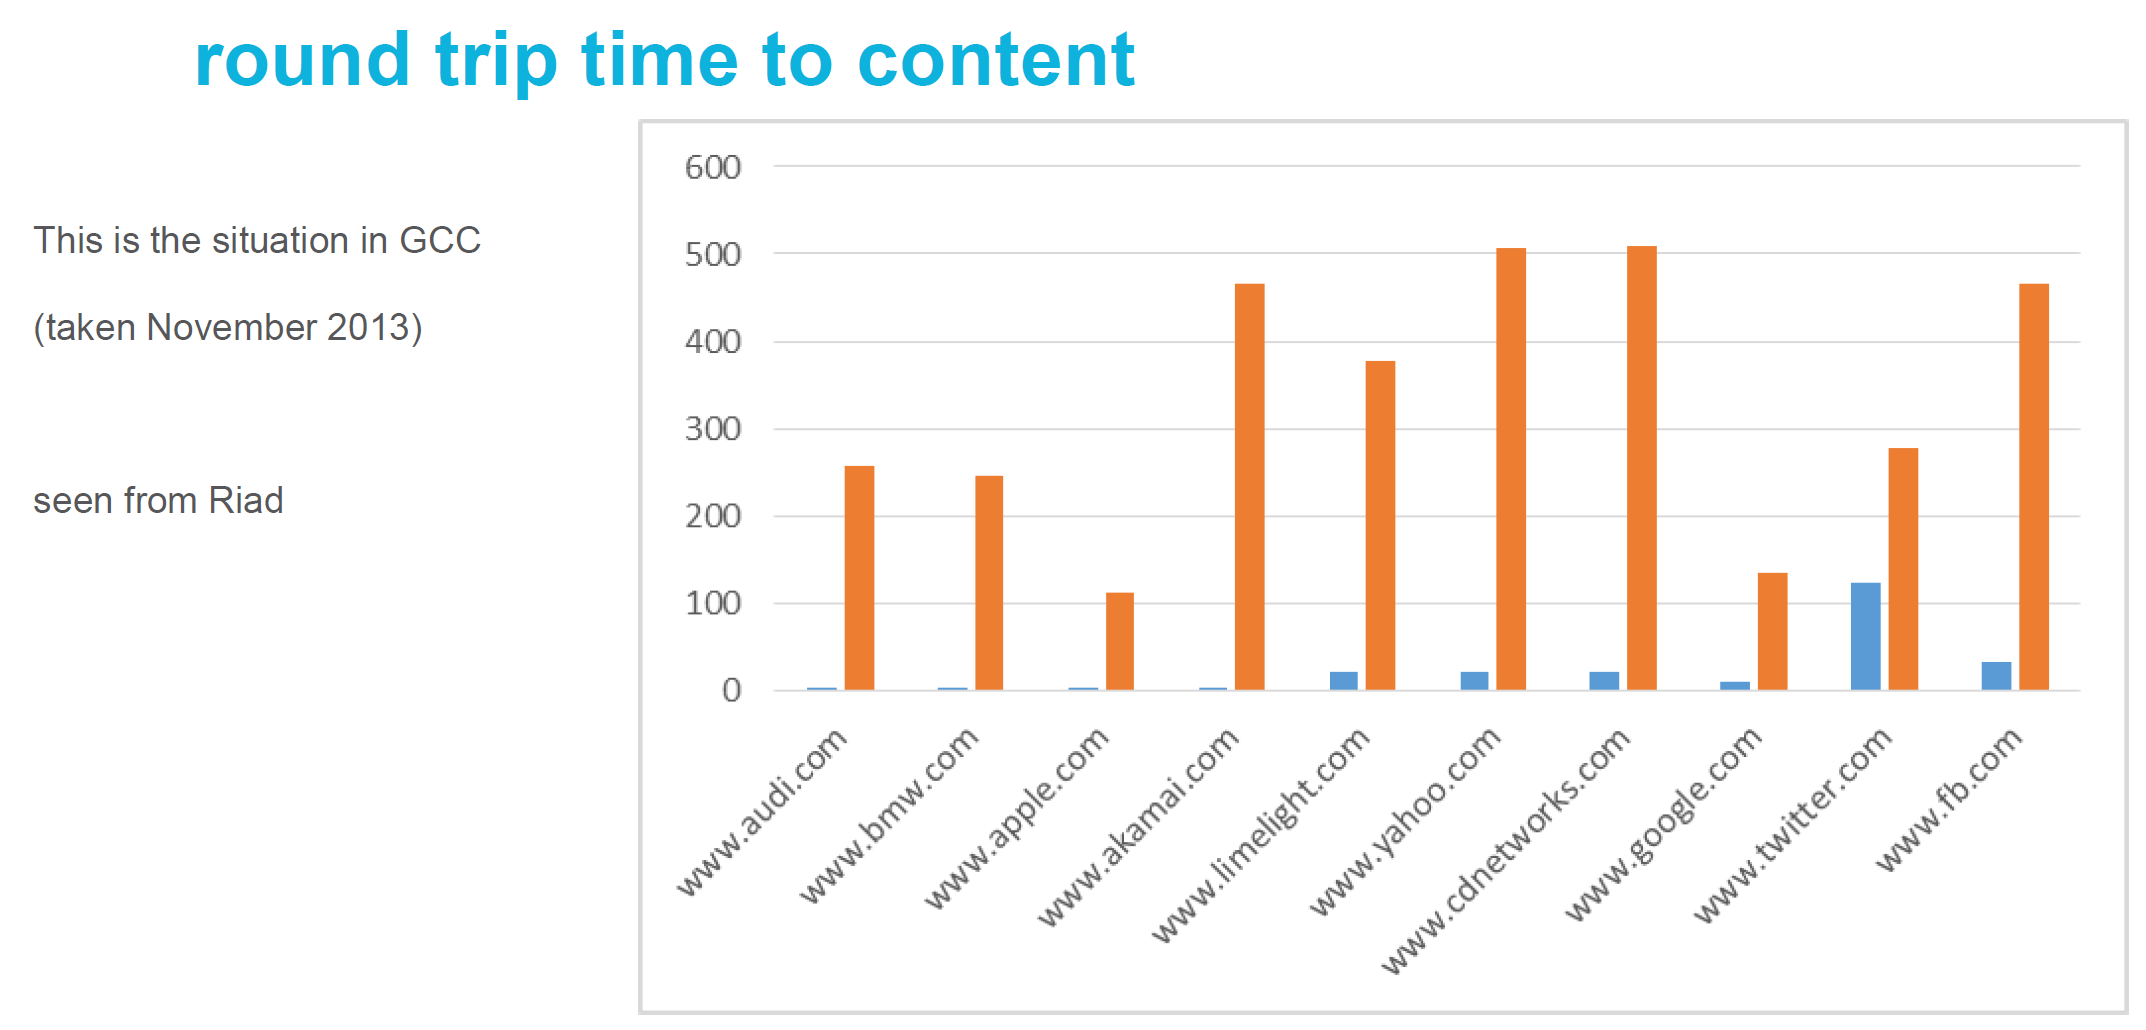 round trip time to content
This is the situation in GCC
(taken November 2013)
seen from Riad
600
500
400
300
200
100
0
www.audi.com
www.bmw.com
www.apple.com
www.akamai.com
www.limelight.com
www.yahoo.com
www.cdnetworks.com
www.google.com
www.twitter.com
www.fb.com